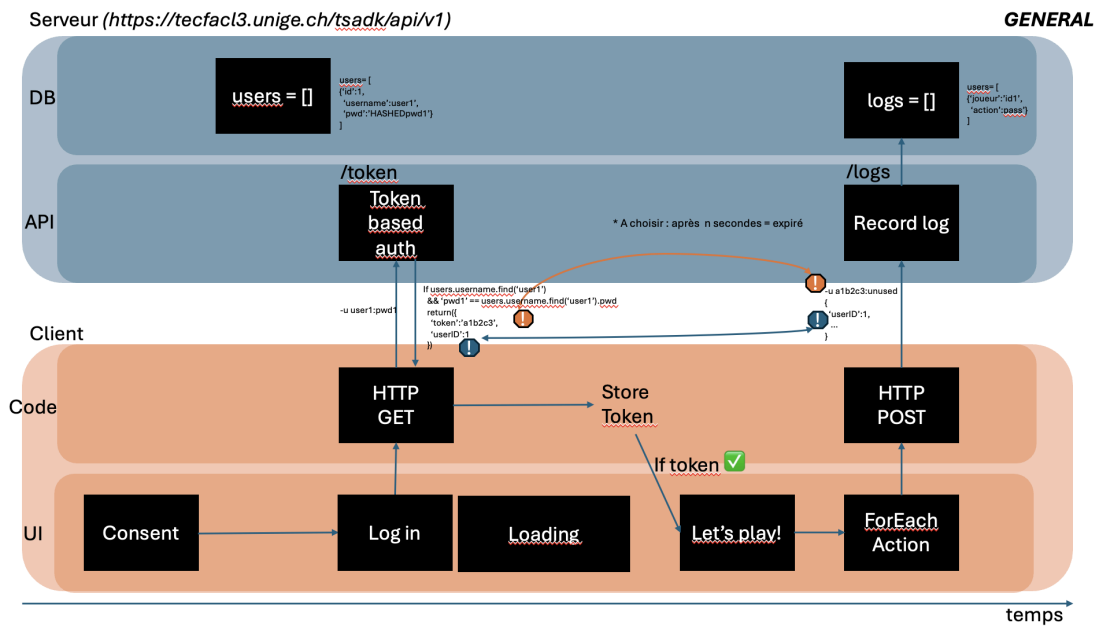 Serveur (https://tecfacl3.unige.ch/tsadk/api/v1)
GENERAL
DB
users = []
users= [
{'id':1,
'username':user1',
'pwd':'HASHEDpwd1'}
]
logs = []
users= [
{'joueur':'id1',
'action':pass'}
]
API
/token
Token
based
auth
* A choisir : après n secondes = expiré
/logs
Record log
-u user1:pwd1
If users.username.find('user1')
&& 'pwd1' == users.username.find('user1').pwd
return({
'token':'a1b2c3',
'userID':1
})
!
!
!
!
-u a1b2c3:unused
{
'userID':1,
...
}
Client
Code
HTTP
GET
Store
Token
If token ✅
HTTP
POST
UI
Consent
Log in
Loading
Let's play!
ForEach
Action
temps